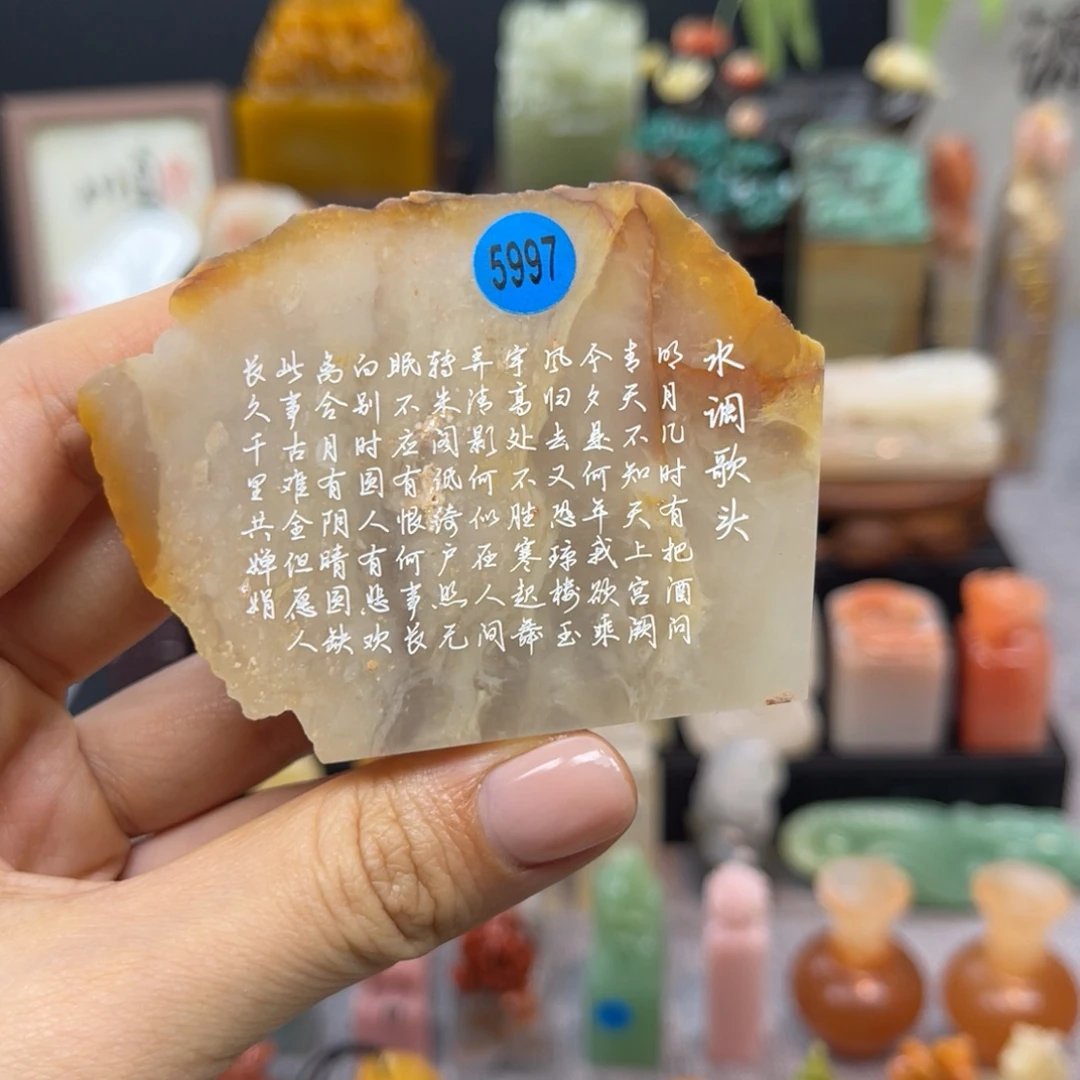 5997
水调歌头
明月几时有把酒问
青天不知天上宫阙
今夕是何年我欲乘
风归去又恐琼楼玉
宇高处不胜寒起舞
弄清影何似在人间
转朱阁低绮户照无
眠不应有恨何事长
向别时圆人有悲欢
离合月有阴晴圆缺
此事古难全但愿人
长久千里共婵娟